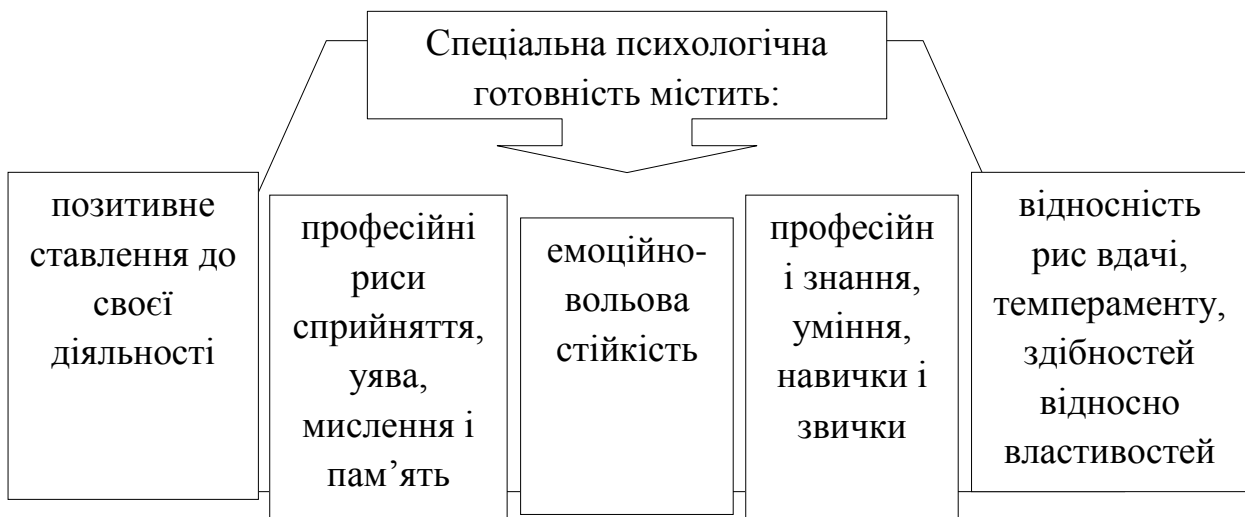 Спеціальна психологічна
готовність містить:
позитивне
ставлення до
своєї
діяльності
професійні
риси
сприйняття,
уява,
мислення і
пам’ять
емоційно-
вольова
стійкість
професійн
і знання,
уміння,
навички і
звички
відносність
рис вдачі,
темпераменту,
здібностей
відносно
властивостей